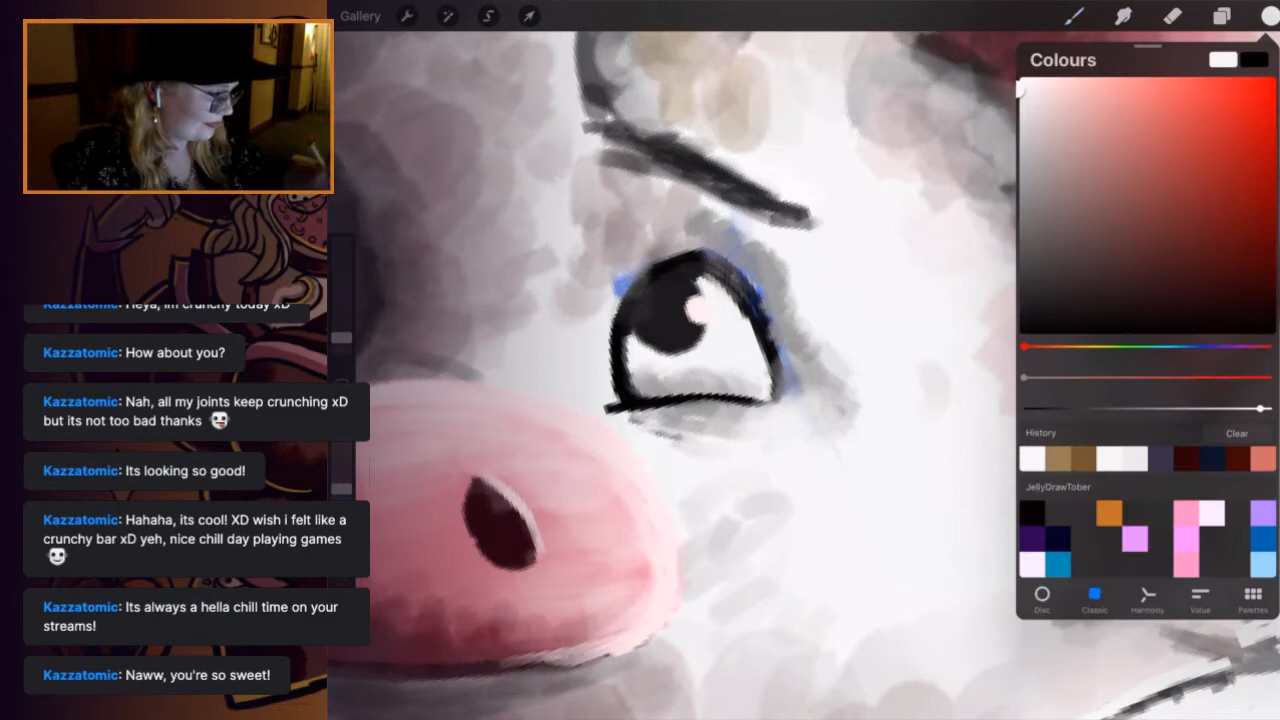 Gallery
Colours
Kazzatomic: Heya, im crunchy today xD
Kazzatomic: How about you?
Kazzatomic: Nah, all my joints keep crunching xD
but its not too bad thanks
Kazzatomic: Its looking so good!
Kazzatomic: Hahaha, its cool! XD wish i felt like a
crunchy bar xD yeh, nice chill day playing games
Kazzatomic: Its always a hella chill time on your
streams!
Kazzatomic: Naww, you're so sweet!
History
Clear
JellyDrawTober
Disc
Classic
Harmony
Value
Palettes